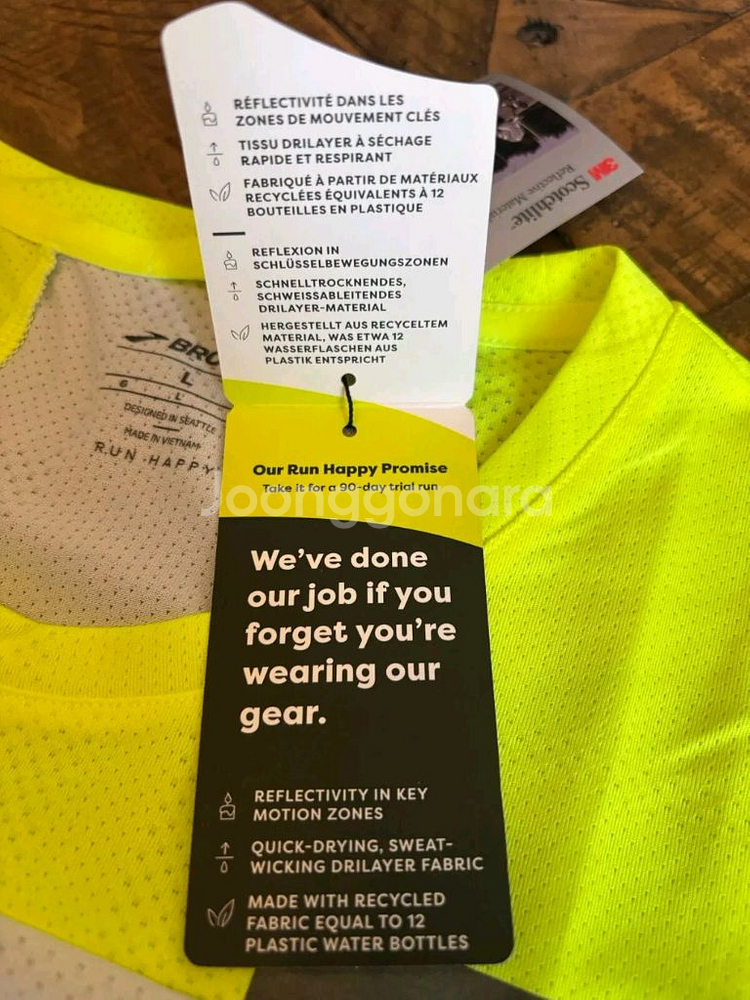 RÉFLECTIVITÉ DANS LES
ZONES DE MOUVEMENT CLÉS
TISSU DRILAYER À SÉCHAGE
RAPIDE ET RESPIRANT
FABRIQUÉ À PARTIR DE MATÉRIAUX
RECYCLÉES ÉQUIVALENTS À 12
BOUTEILLES EN PLASTIQUE
REFLEXION IN
SCHLÜSSELBEWEGUNGSZONEN
SCHNELLTROCKNENDES,
SCHWEISSABLEITENDES
DRILAYER-MATERIAL
HERGESTELLT AUS RECYCELTEM
MATERIAL, WAS ETWA 12
WASSERFLASCHEN AUS
PLASTIK ENTSPRICHT
3M
Scotchlite
Reflective
BRO
L
G L
DESIGNED IN SEATTLE
MADE IN VIETNAM
RUN HAPPY
Our Run Happy Promise
Take it for a 90-day trial run
Joonggonara
We've done
our job if you
forget you're
wearing our
gear.
REFLECTIVITY IN KEY
MOTION ZONES
QUICK-DRYING, SWEAT-
WICKING DRILAYER FABRIC
MADE WITH RECYCLED
FABRIC EQUAL TO 12
PLASTIC WATER BOTTLES